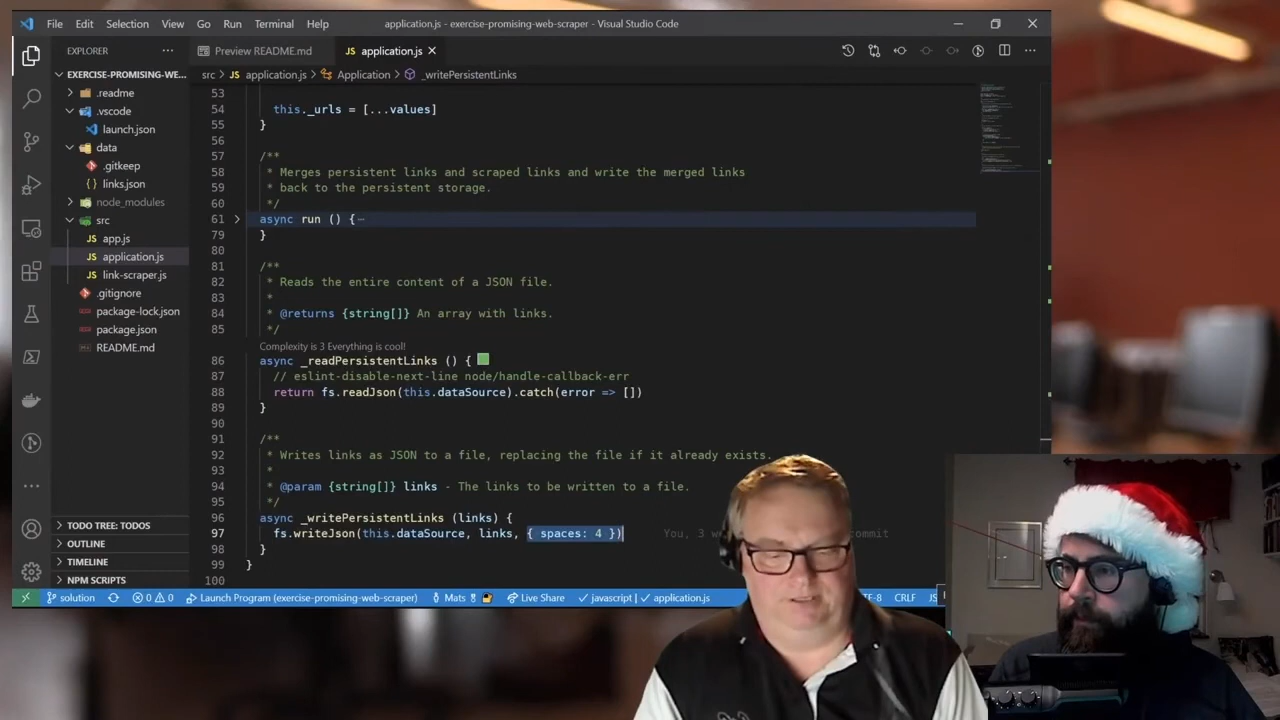 File Edit Selection View Go Run Terminal Help application.js - exercise-promising-web-scraper - Visual Studio Code
EXPLORER
Preview README.md application.js
EXERCISE-PROMISING-WE...
src > application.js > Application > _writePersistentLinks
.readme
.vscode
launch.json
data
.gitkeep
links.json
node_modules
src
app.js
application.js
link-scraper.js
.gitignore
package-lock.json
package.json
README.md
TODO TREE: TODOS
OUTLINE
TIMELINE
NPM SCRIPTS
53
54 this._urls = [...values]
55 }
56
57 /**
58 * Merges persistent links and scraped links and write the merged links
59 * back to the persistent storage.
60 */
61 async run () {
79 }
80
81 /**
82 * Reads the entire content of a JSON file.
83 *
84 * @returns {string[]} An array with links.
85 */
Complexity is 3 Everything is cool!
86 async _readPersistentLinks () {
87 // eslint-disable-next-line node/handle-callback-err
88 return fs.readJson(this.dataSource).catch(error => [])
89 }
90
91 /**
92 * Writes links as JSON to a file, replacing the file if it already exists.
93 *
94 * @param {string[]} links - The links to be written to a file.
95 */
96 async _writePersistentLinks (links) {
97 fs.writeJson(this.dataSource, links, { spaces: 4 }) You, 3
98 }
99 }
100
solution 0 0 Launch Program (exercise-promising-web-scraper) Mats Live Share javascript | application.js CRLF